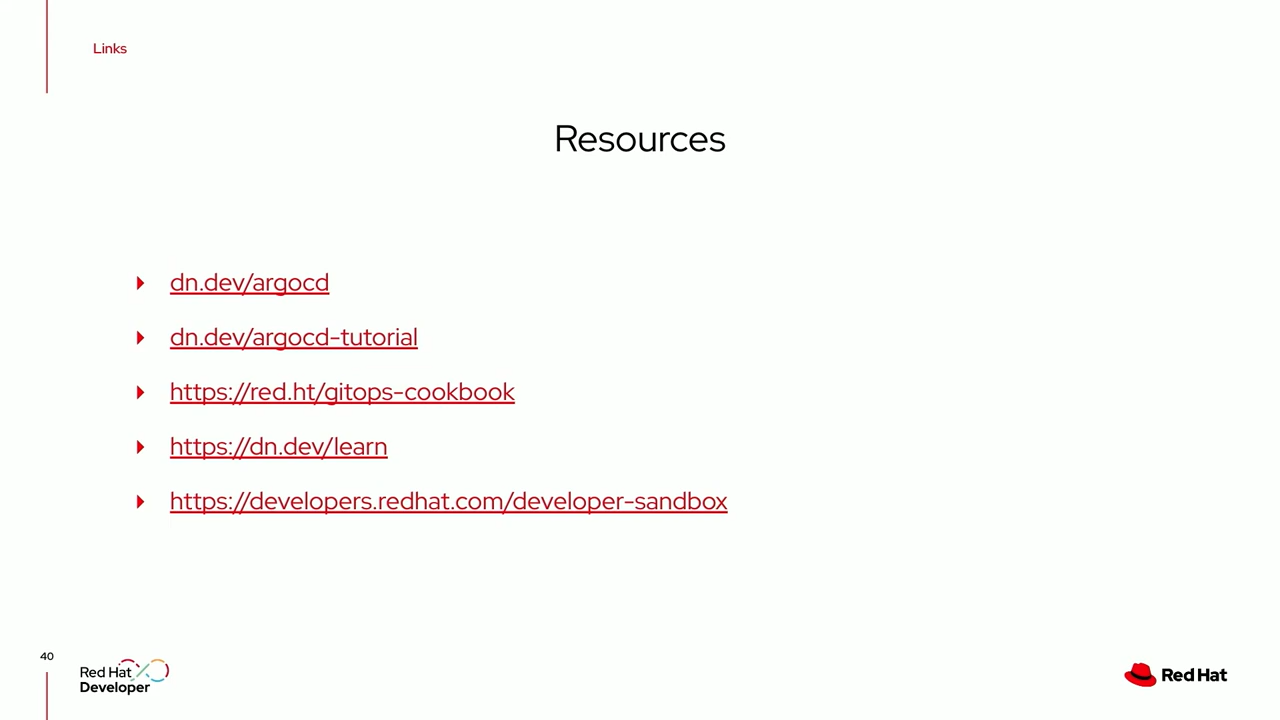 Links
Resources
dn.dev/argocd
dn.dev/argocd-tutorial
https://red.ht/gitops-cookbook
https://dn.dev/learn
https://developers.redhat.com/developer-sandbox
40
Red Hat
Developer
Red Hat